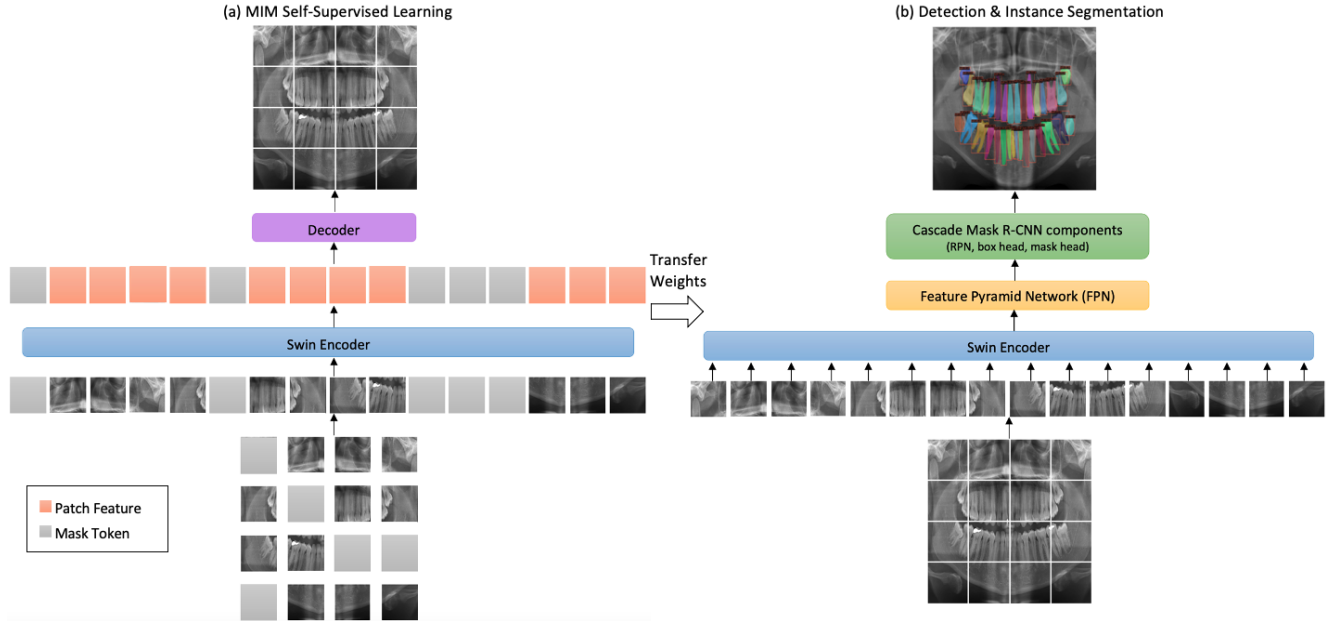 (a) MIM Self-Supervised Learning
Decoder
Swin Encoder
Patch Feature
Mask Token
Transfer
Weights
(b) Detection & Instance Segmentation
Cascade Mask R-CNN components
(RPN, box head, mask head)
Feature Pyramid Network (FPN)
Swin Encoder